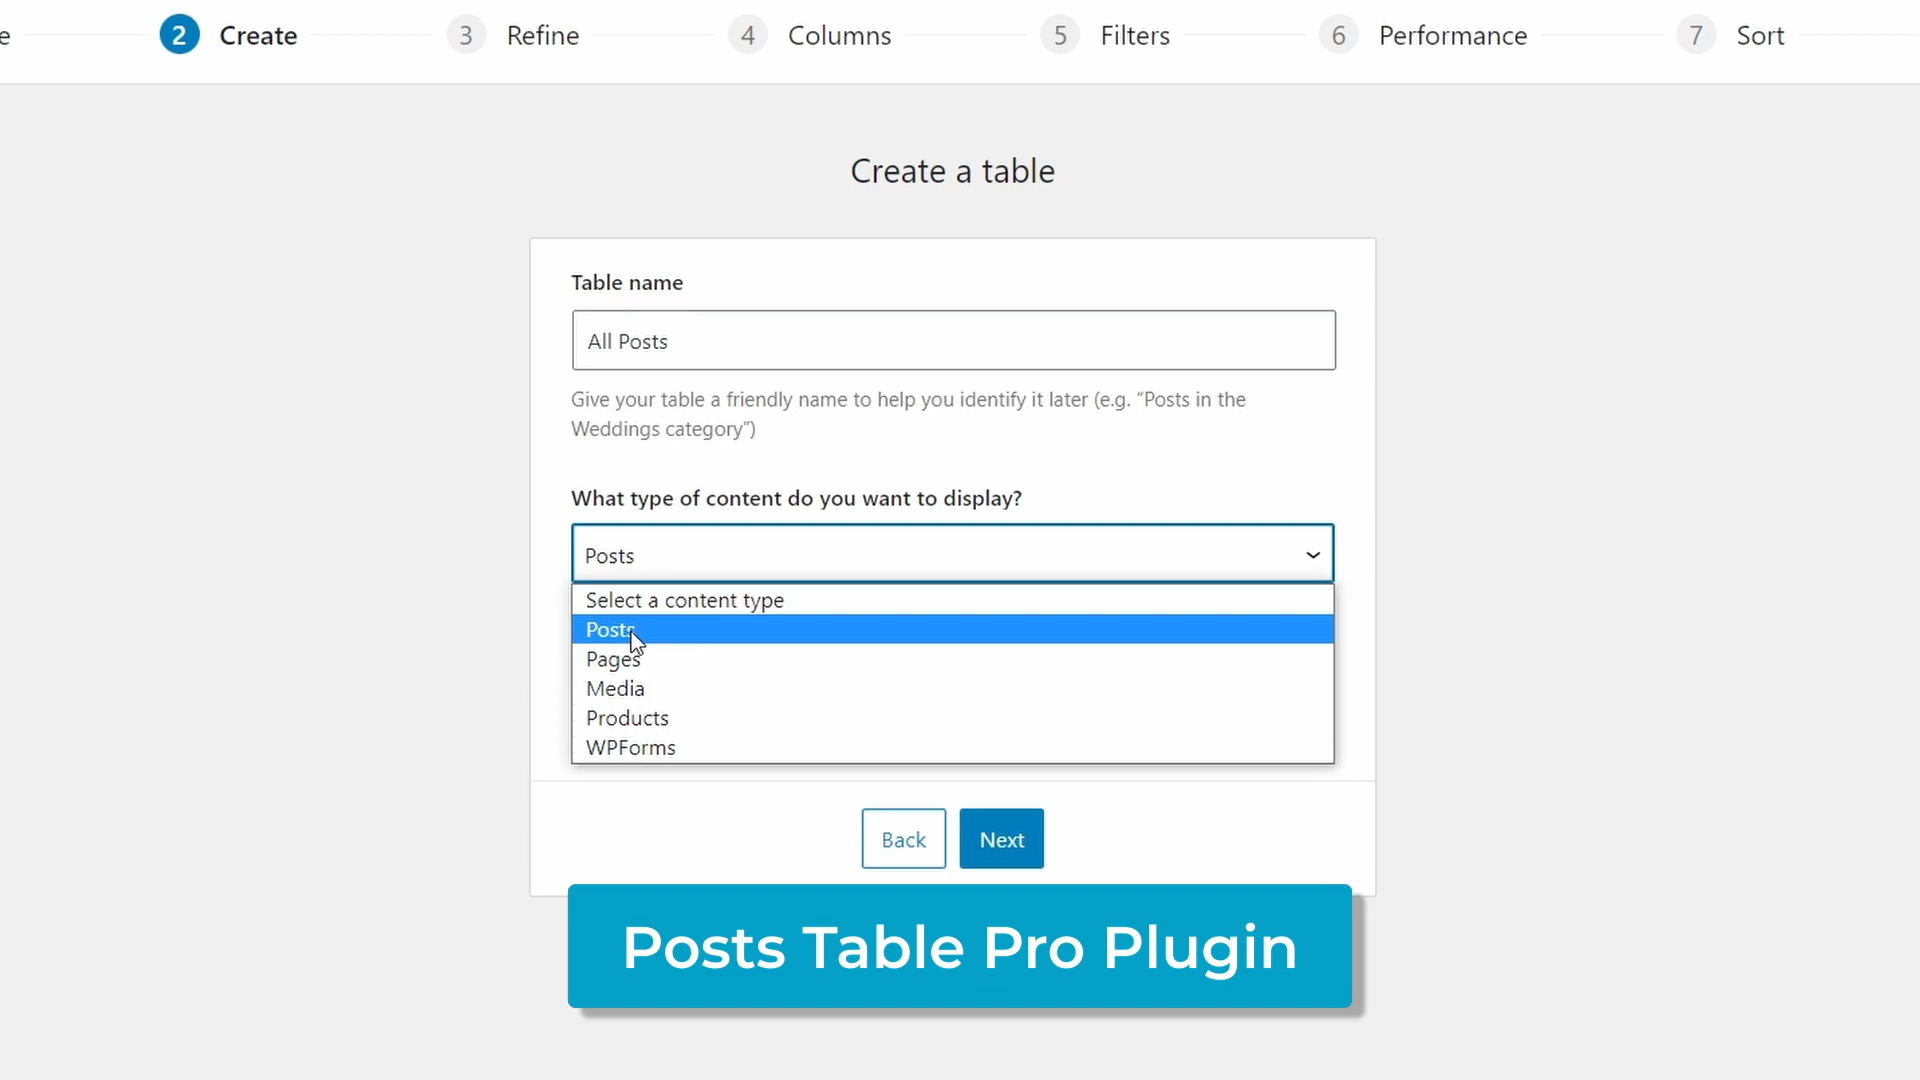 e 2 Create 3 Refine 4 Columns 5 Filters 6 Performance 7 Sort
Create a table
Table name
All Posts
Give your table a friendly name to help you identify it later (e.g. “Posts in the
Weddings category”)
What type of content do you want to display?
Posts
Select a content type
Posts
Pages
Media
Products
WPForms
Back Next
Posts Table Pro Plugin